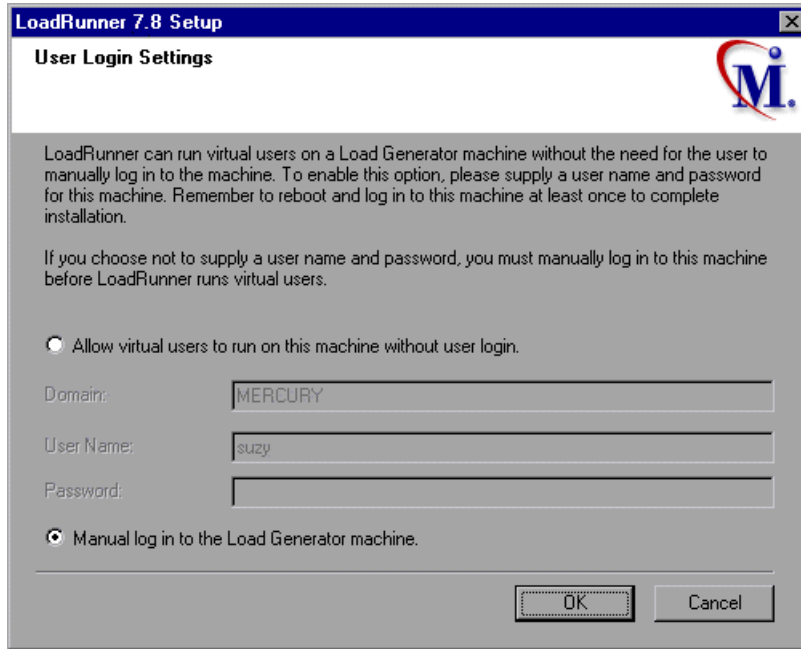 LoadRunner 7.8 Setup
User Login Settings
M.
LoadRunner can run virtual users on a Load Generator machine without the need for the user to
manually log in to the machine. To enable this option, please supply a user name and password
for this machine. Remember to reboot and log in to this machine at least once to complete
installation.
If you choose not to supply a user name and password, you must manually log in to this machine
before LoadRunner runs virtual users.
Allow virtual users to run on this machine without user login.
Domain: MERCURY
User Name: suzy
Password:
Manual log in to the Load Generator machine.
OK Cancel